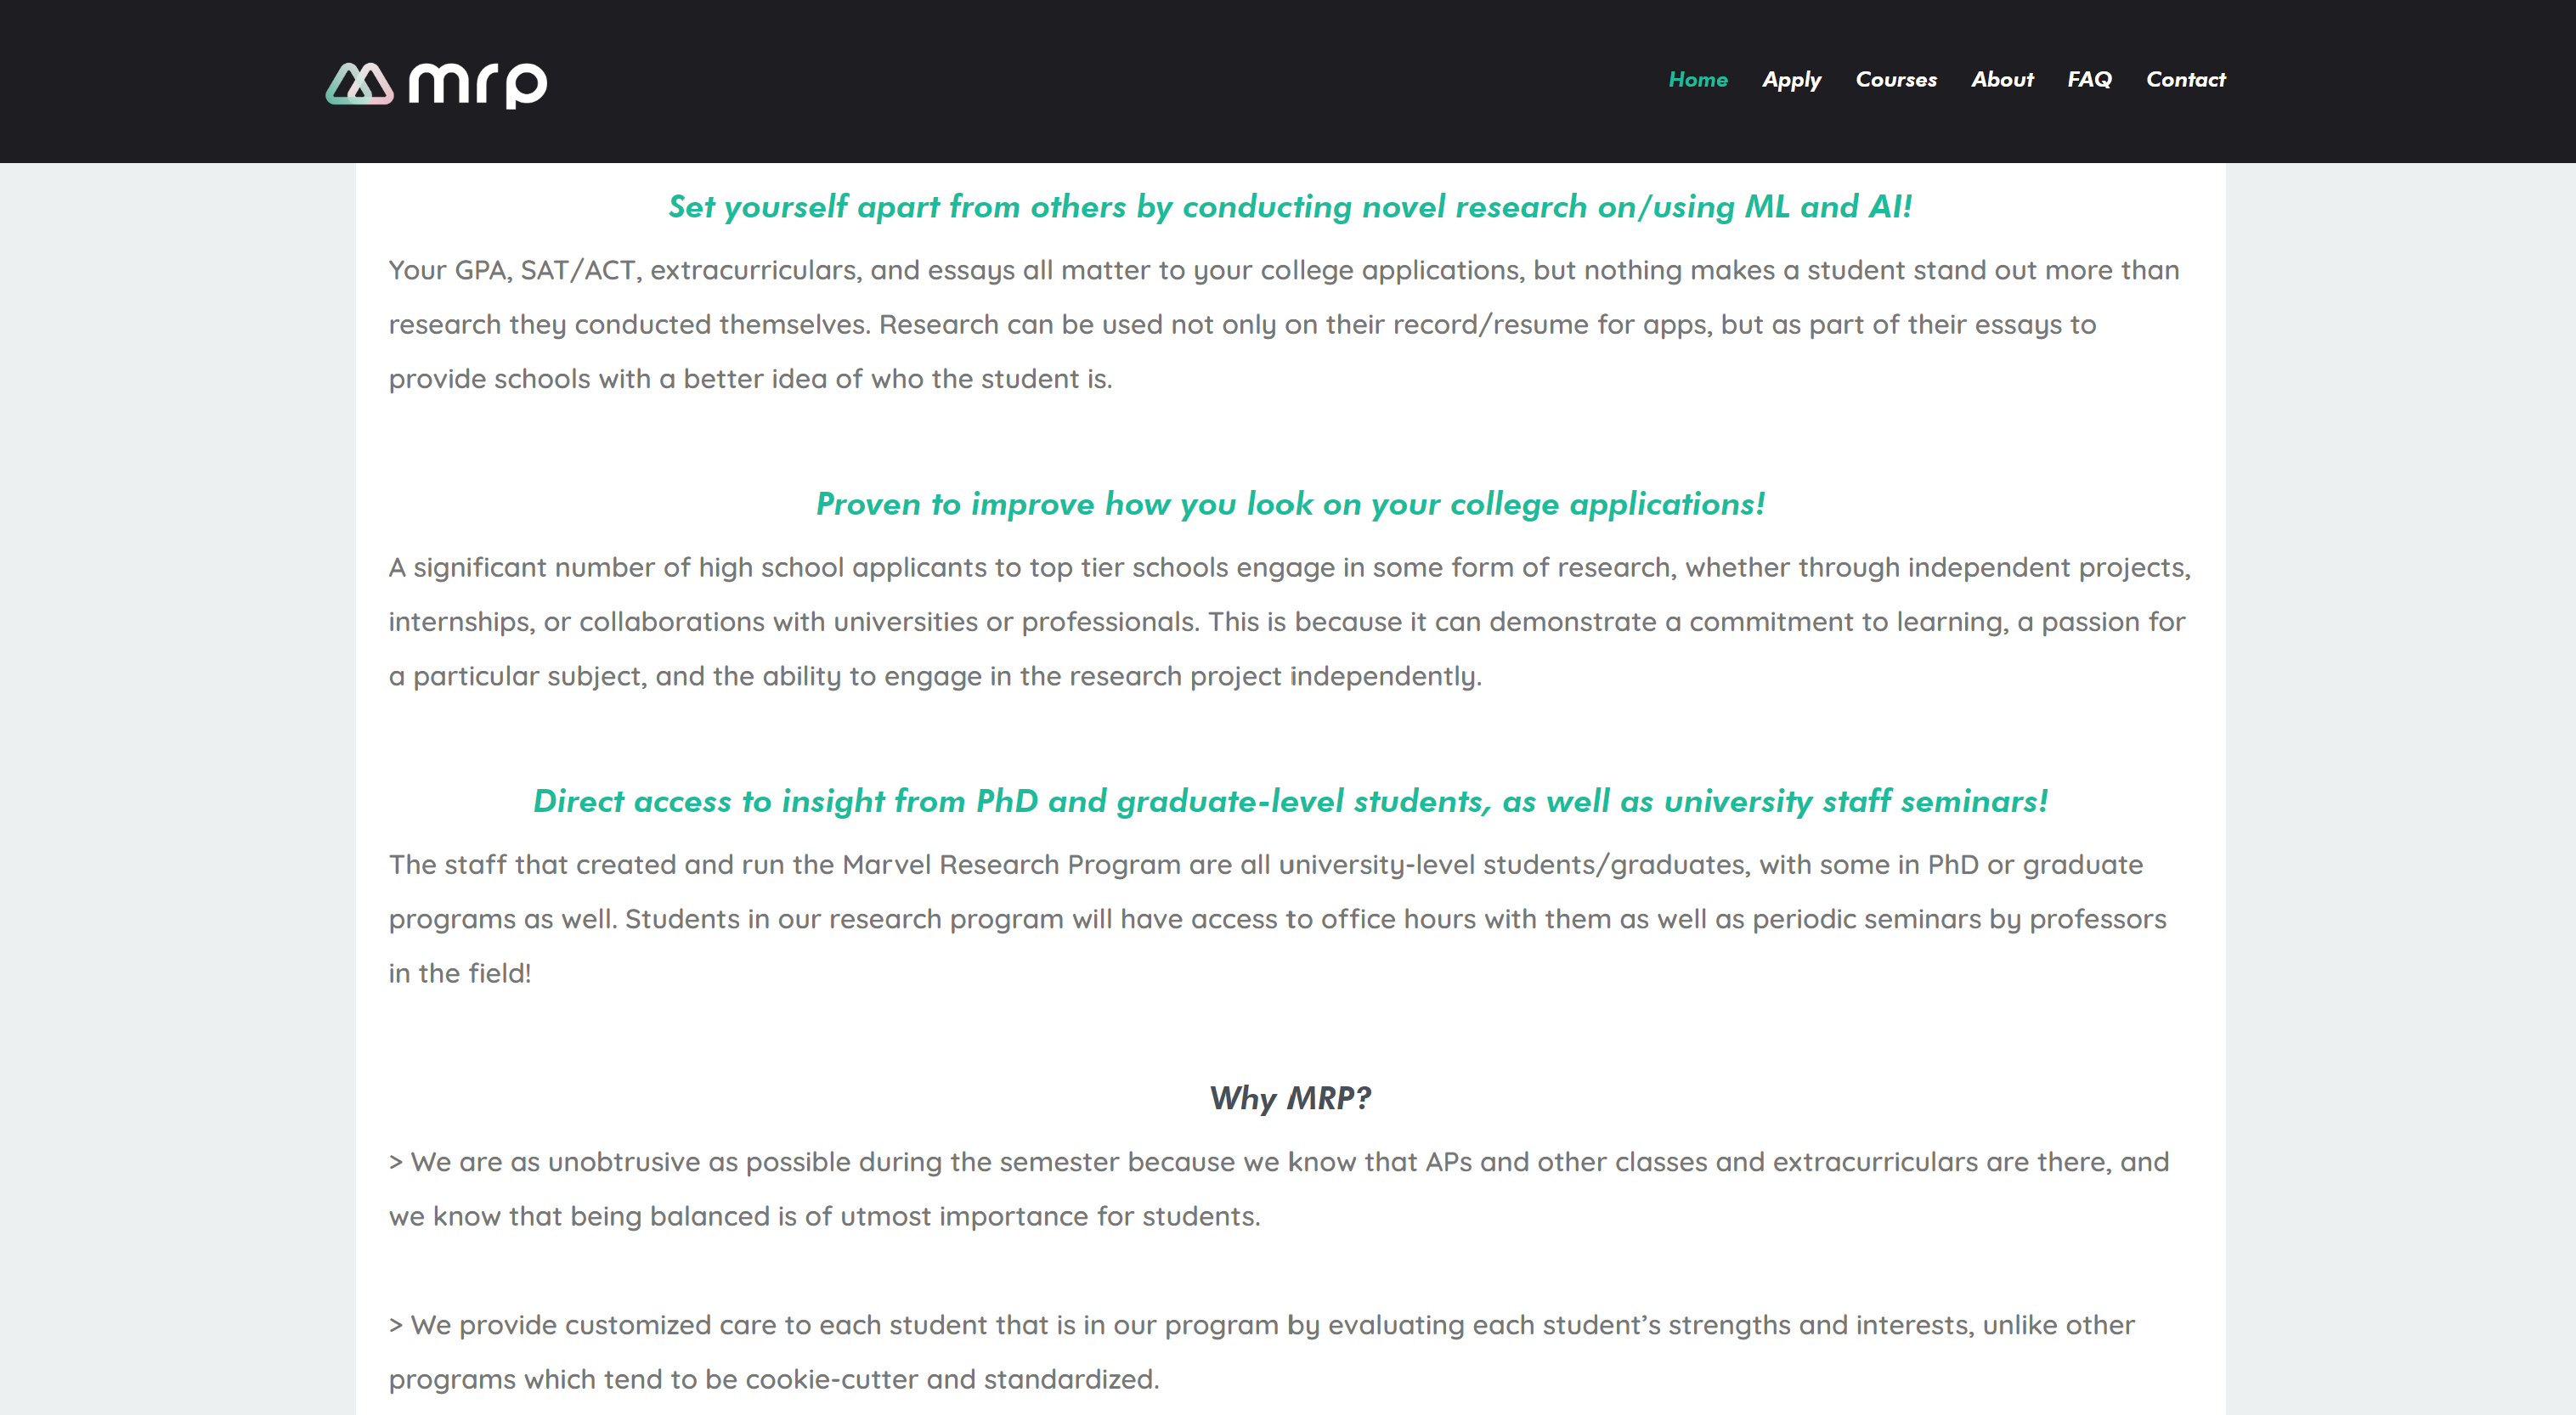 mrp
Home Apply Courses About FAQ Contact
Set yourself apart from others by conducting novel research on/using ML and AI!
Your GPA, SAT/ACT, extracurriculars, and essays all matter to your college applications, but nothing makes a student stand out more than
research they conducted themselves. Research can be used not only on their record/resume for apps, but as part of their essays to
provide schools with a better idea of who the student is.
Proven to improve how you look on your college applications!
A significant number of high school applicants to top tier schools engage in some form of research, whether through independent projects,
internships, or collaborations with universities or professionals. This is because it can demonstrate a commitment to learning, a passion for
a particular subject, and the ability to engage in the research project independently.
Direct access to insight from PhD and graduate-level students, as well as university staff seminars!
The staff that created and run the Marvel Research Program are all university-level students/graduates, with some in PhD or graduate
programs as well. Students in our research program will have access to office hours with them as well as periodic seminars by professors
in the field!
Why MRP?
> We are as unobtrusive as possible during the semester because we know that APs and other classes and extracurriculars are there, and
we know that being balanced is of utmost importance for students.
> We provide customized care to each student that is in our program by evaluating each student’s strengths and interests, unlike other
programs which tend to be cookie-cutter and standardized.